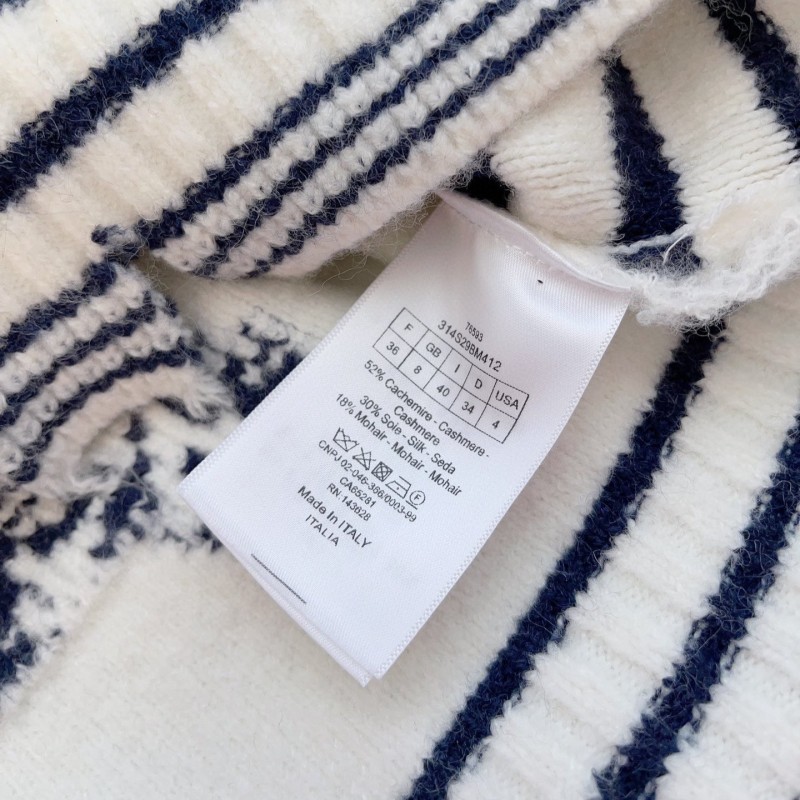 76593
314S29BM412
F GB I D USA
36 8 40 34 4
52% Cachemire - Cashmere -
Cashmere
30% Soie - Silk - Seda
18% Mohair - Mohair - Mohair
F
CNPJ 02-046-386/0003-99
CA65281
RN.143628
Made In ITALY
ITALIA